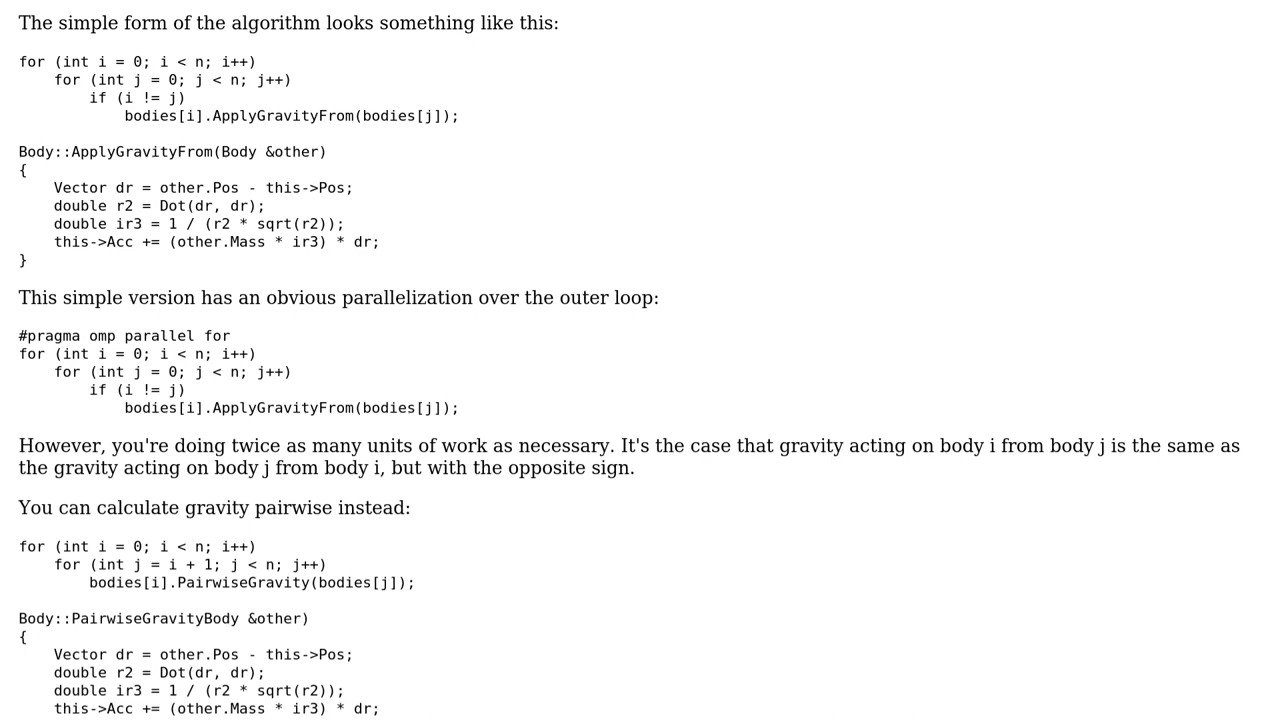 The simple form of the algorithm looks something like this:
for (int i = 0; i < n; i++)
    for (int j = 0; j < n; j++)
        if (i != j)
            bodies[i].ApplyGravityFrom(bodies[j]);
Body::ApplyGravityFrom(Body &other)
{
    Vector dr = other.Pos - this->Pos;
    double r2 = Dot(dr, dr);
    double ir3 = 1 / (r2 * sqrt(r2));
    this->Acc += (other.Mass * ir3) * dr;
}
This simple version has an obvious parallelization over the outer loop:
#pragma omp parallel for
for (int i = 0; i < n; i++)
    for (int j = 0; j < n; j++)
        if (i != j)
            bodies[i].ApplyGravityFrom(bodies[j]);
However, you're doing twice as many units of work as necessary. It's the case that gravity acting on body i from body j is the same as
the gravity acting on body j from body i, but with the opposite sign.
You can calculate gravity pairwise instead:
for (int i = 0; i < n; i++)
    for (int j = i + 1; j < n; j++)
        bodies[i].PairwiseGravity(bodies[j]);
Body::PairwiseGravityBody &other)
{
    Vector dr = other.Pos - this->Pos;
    double r2 = Dot(dr, dr);
    double ir3 = 1 / (r2 * sqrt(r2));
    this->Acc += (other.Mass * ir3) * dr;